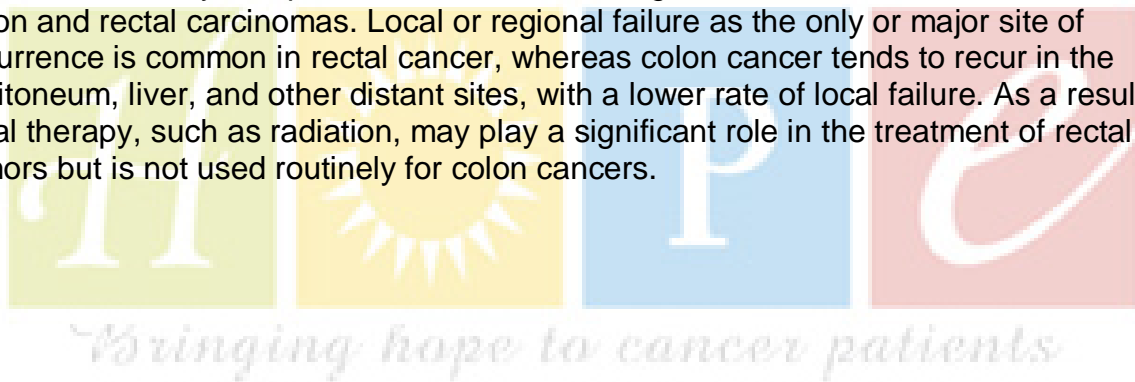 on and rectal carcinomas. Local or regional failure as the only or major site of
urrence is common in rectal cancer, whereas colon cancer tends to recur in the
itoneum, liver, and other distant sites, with a lower rate of local failure. As a resul
al therapy, such as radiation, may play a significant role in the treatment of rectal
nors but is not used routinely for colon cancers.
Hope
Bringing hope to cancer patients